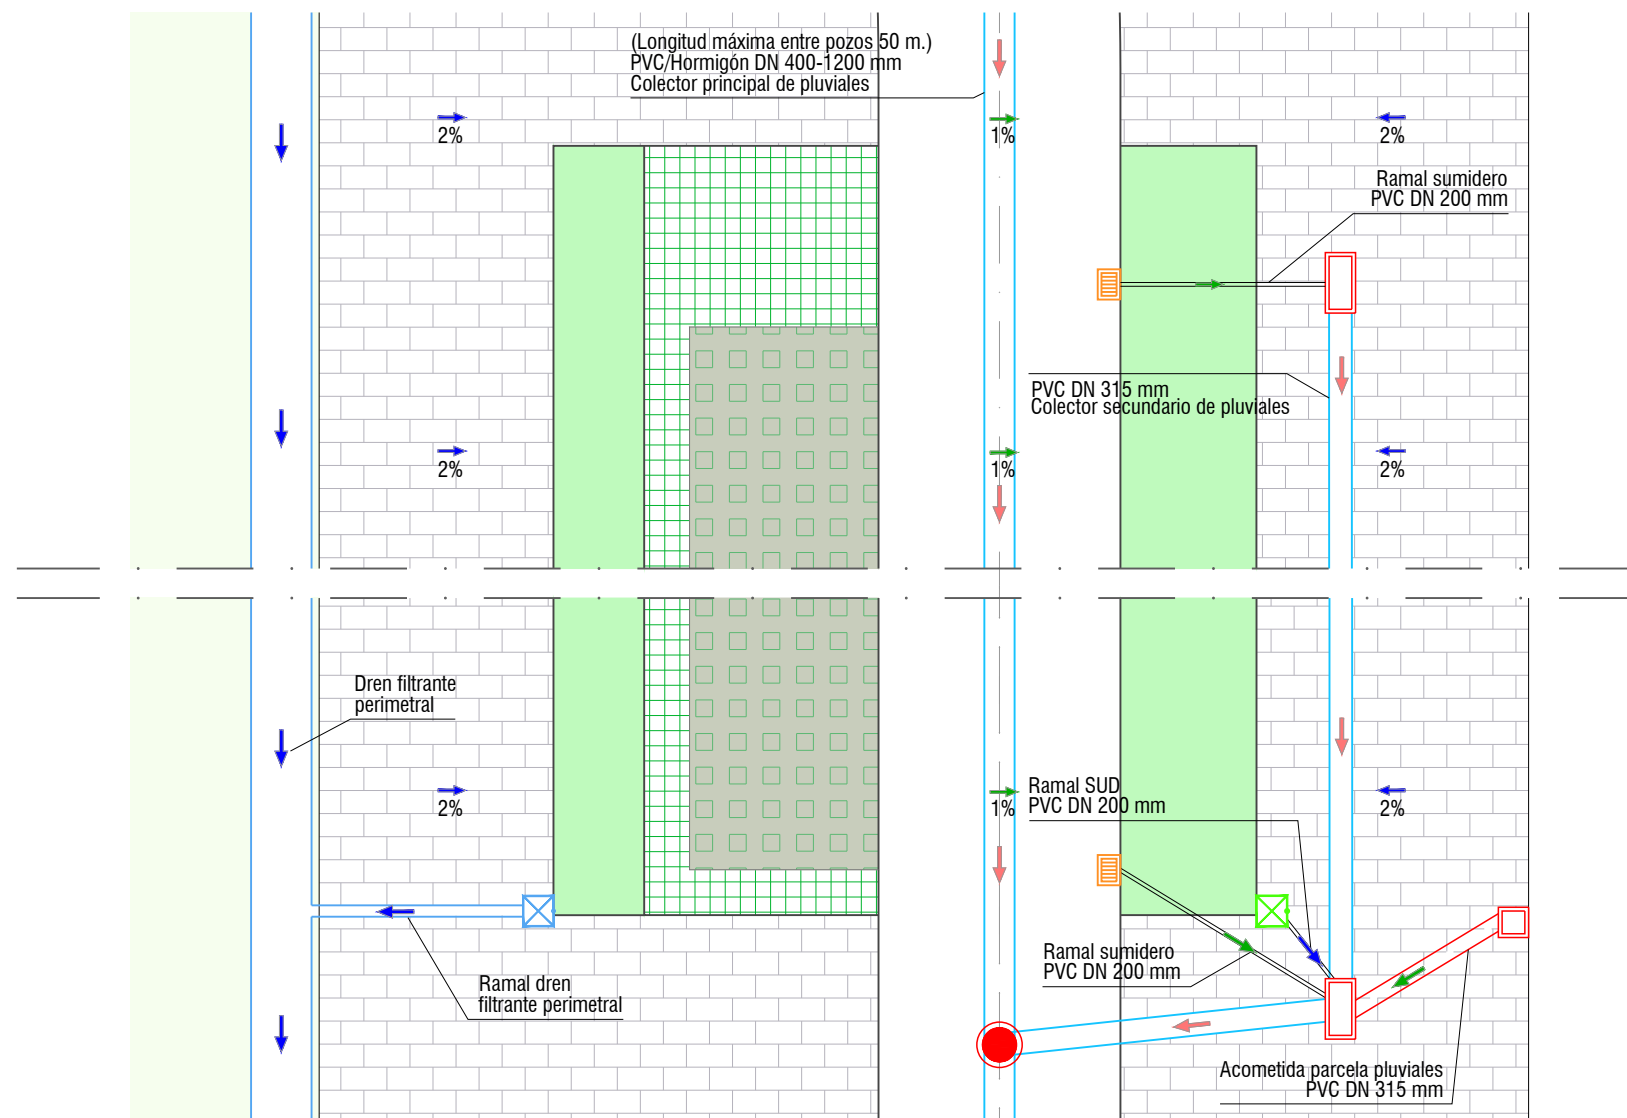 (Longitud máxima entre pozos 50 m.)
PVC/Hormigón DN 400-1200 mm
Colector principal de pluviales
2%
1%
2%
Ramal sumidero
PVC DN 200 mm
PVC DN 315 mm
Colector secundario de pluviales
2%
1%
2%
Dren filtrante
perimetral
2%
1%
Ramal SUD
PVC DN 200 mm
2%
Ramal sumidero
PVC DN 200 mm
Ramal dren
filtrante perimetral
Acometida parcela pluviales
PVC DN 315 mm